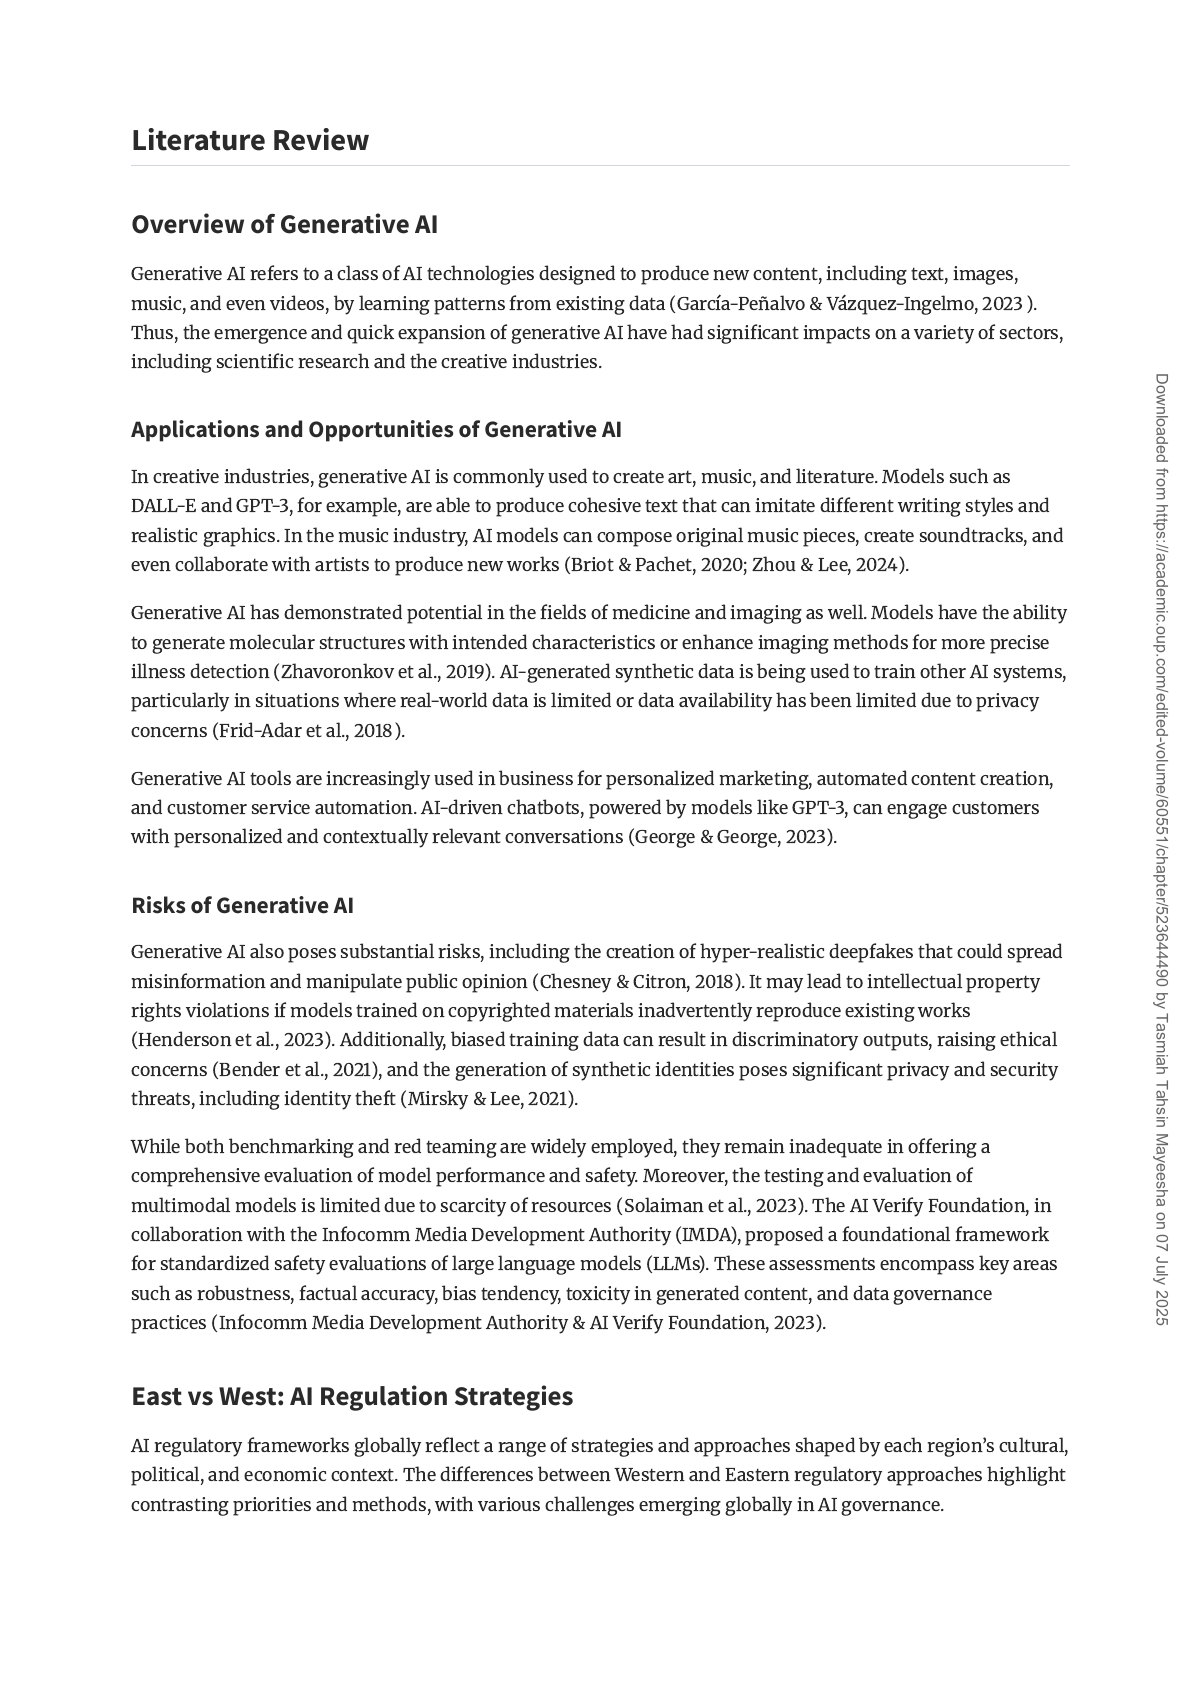 Literature Review
Overview of Generative AI
Generative AI refers to a class of AI technologies designed to produce new content, including text, images,
music, and even videos, by learning patterns from existing data (García-Peñalvo & Vázquez-Ingelmo, 2023 ).
Thus, the emergence and quick expansion of generative AI have had significant impacts on a variety of sectors,
including scientific research and the creative industries.
Applications and Opportunities of Generative AI
In creative industries, generative AI is commonly used to create art, music, and literature. Models such as
DALL-E and GPT-3, for example, are able to produce cohesive text that can imitate different writing styles and
realistic graphics. In the music industry, AI models can compose original music pieces, create soundtracks, and
even collaborate with artists to produce new works (Briot & Pachet, 2020; Zhou & Lee, 2024).
Generative AI has demonstrated potential in the fields of medicine and imaging as well. Models have the ability
to generate molecular structures with intended characteristics or enhance imaging methods for more precise
illness detection (Zhavoronkov et al., 2019). AI-generated synthetic data is being used to train other AI systems,
particularly in situations where real-world data is limited or data availability has been limited due to privacy
concerns (Frid-Adar et al., 2018 ).
Generative AI tools are increasingly used in business for personalized marketing, automated content creation,
and customer service automation. AI-driven chatbots, powered by models like GPT-3, can engage customers
with personalized and contextually relevant conversations (George & George, 2023).
Risks of Generative AI
Generative AI also poses substantial risks, including the creation of hyper-realistic deepfakes that could spread
misinformation and manipulate public opinion (Chesney & Citron, 2018). It may lead to intellectual property
rights violations if models trained on copyrighted materials inadvertently reproduce existing works
(Henderson et al., 2023). Additionally, biased training data can result in discriminatory outputs, raising ethical
concerns (Bender et al., 2021), and the generation of synthetic identities poses significant privacy and security
threats, including identity theft (Mirsky & Lee, 2021).
While both benchmarking and red teaming are widely employed, they remain inadequate in offering a
comprehensive evaluation of model performance and safety. Moreover, the testing and evaluation of
multimodal models is limited due to scarcity of resources (Solaiman et al., 2023). The AI Verify Foundation, in
collaboration with the Infocomm Media Development Authority (IMDA), proposed a foundational framework
for standardized safety evaluations of large language models (LLMs). These assessments encompass key areas
such as robustness, factual accuracy, bias tendency, toxicity in generated content, and data governance
practices (Infocomm Media Development Authority & AI Verify Foundation, 2023).
East vs West: AI Regulation Strategies
AI regulatory frameworks globally reflect a range of strategies and approaches shaped by each region's cultural,
political, and economic context. The differences between Western and Eastern regulatory approaches highlight
contrasting priorities and methods, with various challenges emerging globally in AI governance.
Downloaded from https://academic.oup.com/edited-volume/60551/chapter/523644490 by Tasmiah Tahsin Mayeesha on 07 July 2025